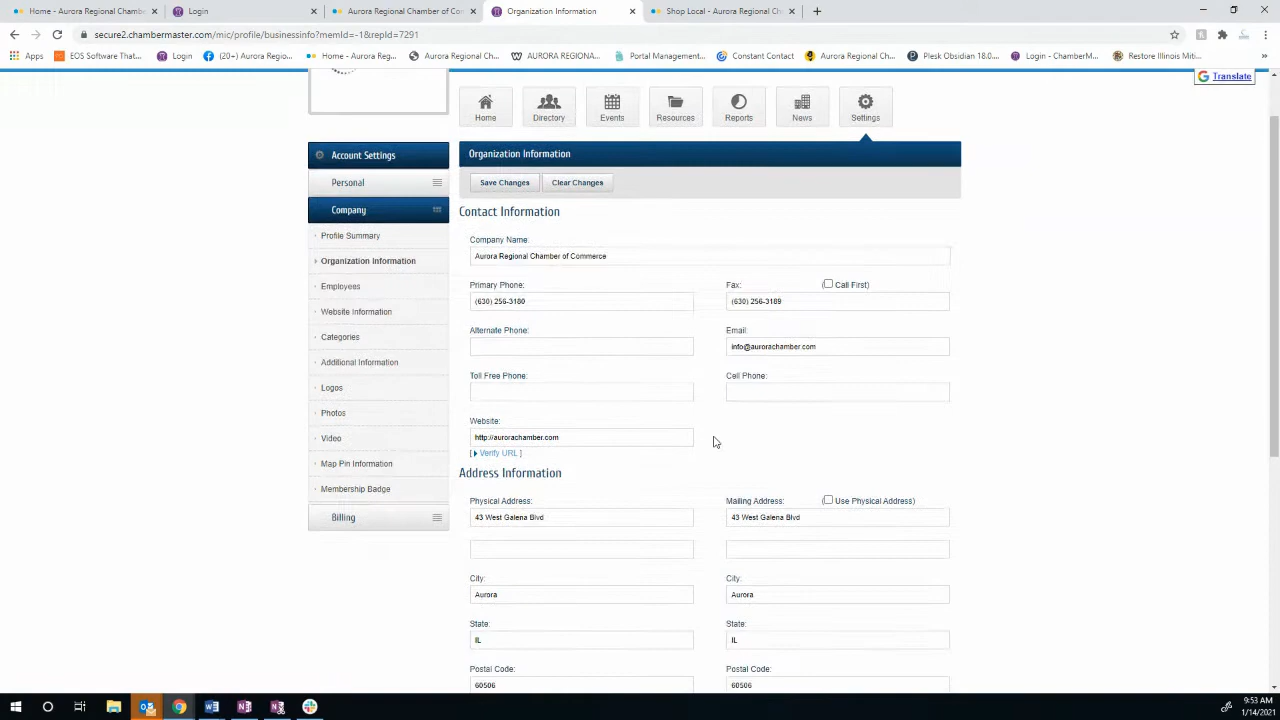 Home - Aurora Regional Chamb
Login
Aurora Regional Chamber of Co
Organization Information
Shop Local - Aurora Regional Ch
secure2.chambermaster.com/mic/profile/businessinfo?memId=-1&repId=7291
Apps
EOS Software That...
Login
(20+) Aurora Region...
Home - Aurora Reg...
Aurora Regional Cha...
AURORA REGIONAL...
Portal Management...
Constant Contact
Aurora Regional Cha...
Plesk Obsidian 18.0....
Login - ChamberM...
Restore Illinois Miti...
Translate
Home
Directory
Events
Resources
Reports
News
Settings
Account Settings
Personal
Company
Profile Summary
Organization Information
Employees
Website Information
Categories
Additional Information
Logos
Photos
Video
Map Pin Information
Membership Badge
Billing
Organization Information
Save Changes
Clear Changes
Contact Information
Company Name:
Aurora Regional Chamber of Commerce
Primary Phone:
Fax: ( Call First)
(630) 256-3180
(630) 256-3189
Alternate Phone:
Email:
info@aurorachamber.com
Toll Free Phone:
Cell Phone:
Website:
http://aurorachamber.com
[ Verify URL ]
Address Information
Physical Address:
Mailing Address: ( Use Physical Address)
43 West Galena Blvd
43 West Galena Blvd
City:
City:
Aurora
Aurora
State:
State:
IL
IL
Postal Code:
Postal Code:
60506
60506
9:53 AM
1/14/2021